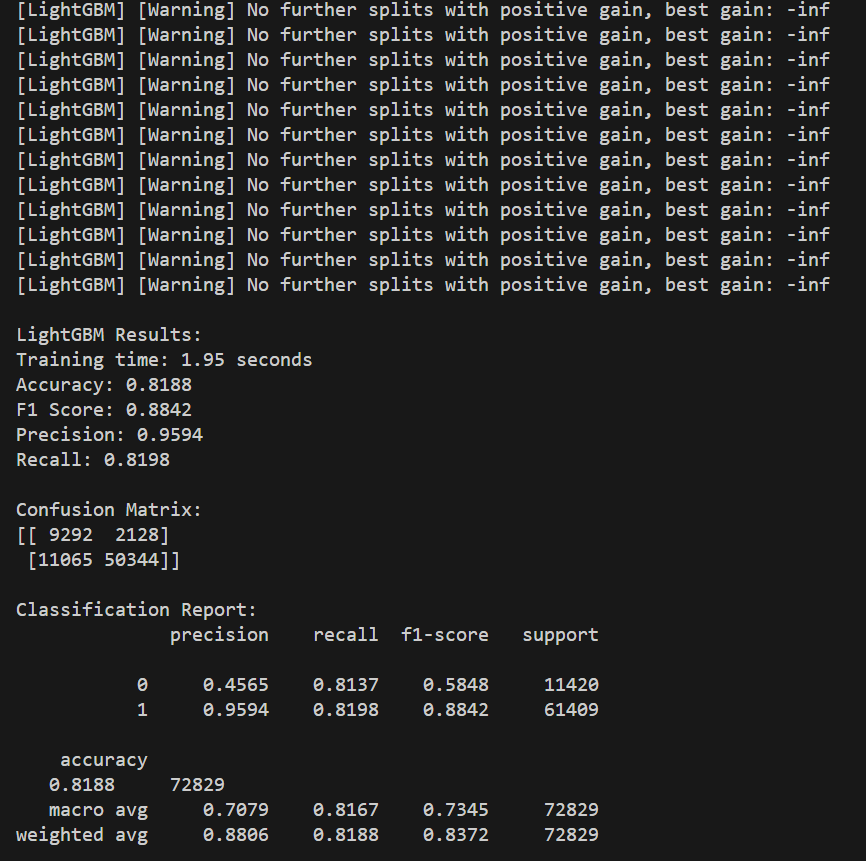 [LightGBM] [Warning] No further splits with positive gain, best gain: -inf
[LightGBM] [Warning] No further splits with positive gain, best gain: -inf
[LightGBM] [Warning] No further splits with positive gain, best gain: -inf
[LightGBM] [Warning] No further splits with positive gain, best gain: -inf
[LightGBM] [Warning] No further splits with positive gain, best gain: -inf
[LightGBM] [Warning] No further splits with positive gain, best gain: -inf
[LightGBM] [Warning] No further splits with positive gain, best gain: -inf
[LightGBM] [Warning] No further splits with positive gain, best gain: -inf
[LightGBM] [Warning] No further splits with positive gain, best gain: -inf
[LightGBM] [Warning] No further splits with positive gain, best gain: -inf
[LightGBM] [Warning] No further splits with positive gain, best gain: -inf
[LightGBM] [Warning] No further splits with positive gain, best gain: -inf

LightGBM Results:
Training time: 1.95 seconds
Accuracy: 0.8188
F1 Score: 0.8842
Precision: 0.9594
Recall: 0.8198

Confusion Matrix:
[[ 9292  2128]
 [11065 50344]]

Classification Report:
              precision    recall  f1-score   support

           0     0.4565    0.8137    0.5848     11420
           1     0.9594    0.8198    0.8842     61409

    accuracy
   0.8188     72829
   macro avg     0.7079    0.8167    0.7345     72829
weighted avg     0.8806    0.8188    0.8372     72829